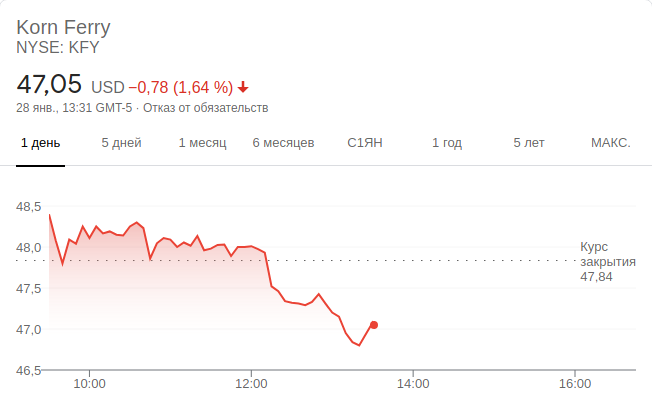 Korn Ferry
NYSE: KFY
47,05 USD −0,78 (1,64 %)
28 янв., 13:31 GMT-5 · Отказ от обязательств
1 день 5 дней 1 месяц 6 месяцев С1ЯН 1 год 5 лет МАКС.
48,5
48,0
Курс
закрытия
47,84
47,5
47,0
46,5
10:00 12:00 14:00 16:00